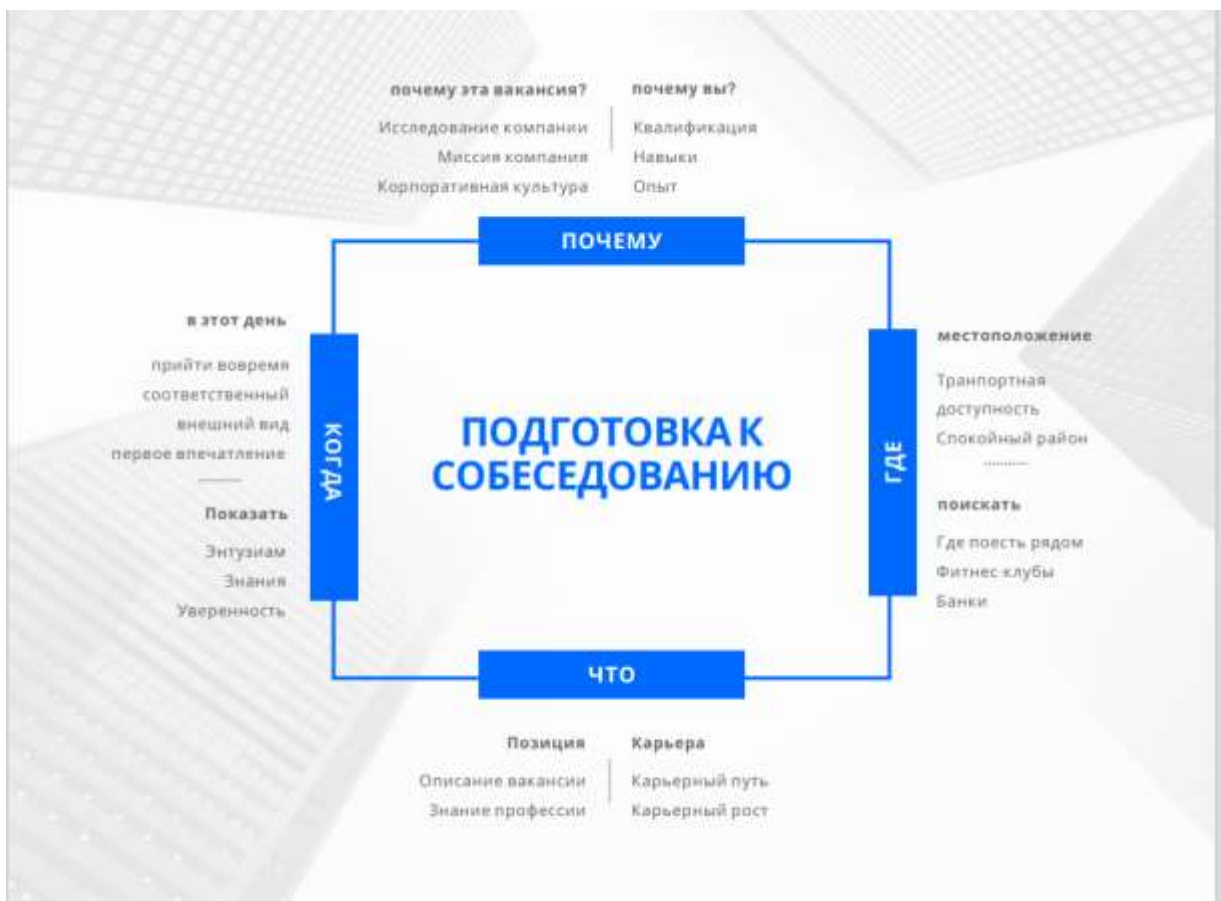 почему эта вакансия?
Исследование компании
Миссия компания
Корпоративная культура
почему вы?
Квалификация
Навыки
Опыт
ПОЧЕМУ
в этот день
прийти вовремя
соответственный
внешний вид
первое впечатление
Показать
Энтузиам
Знания
Уверенность
КОГДА
ПОДГОТОВКА К
СОБЕСЕДОВАНИЮ
ГДЕ
местоположение
Транпортная
доступность
Спокойный район
поискать
Где поесть рядом
Фитнес-клубы
Банки
ЧТО
Позиция
Описание вакансии
Знание профессии
Карьера
Карьерный путь
Карьерный рост